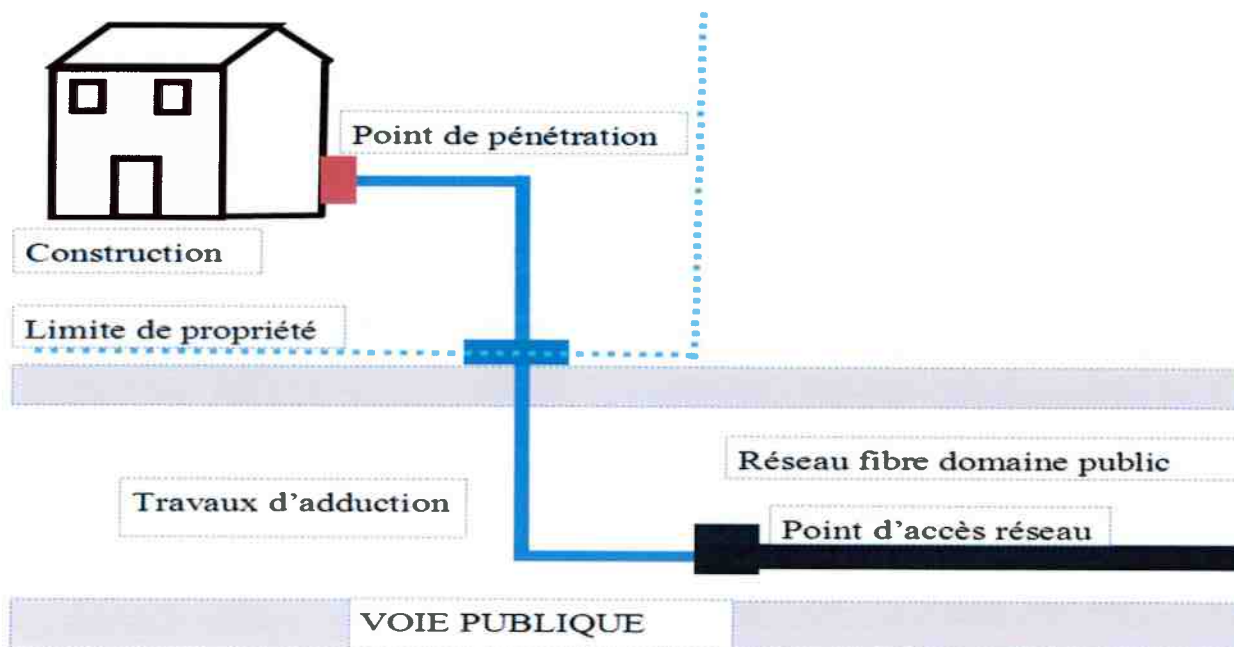 Point de pénétration
Construction
Limite de propriété
Réseau fibre domaine public
Travaux d'adduction
Point d'accès réseau
VOIE PUBLIQUE